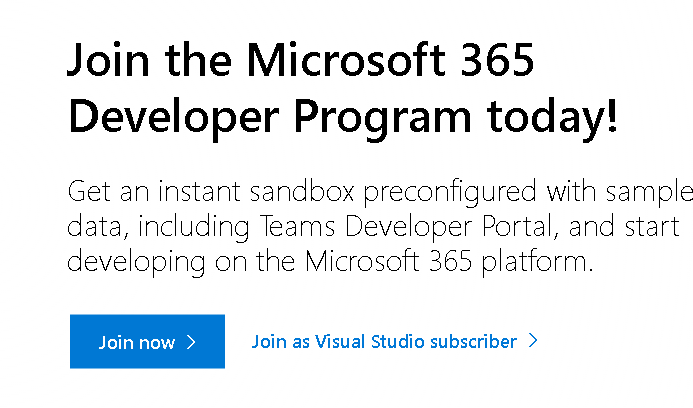 Join the Microsoft 365
Developer Program today!
Get an instant sandbox preconfigured with sample
data, including Teams Developer Portal, and start
developing on the Microsoft 365 platform.
Join now
Join as Visual Studio subscriber